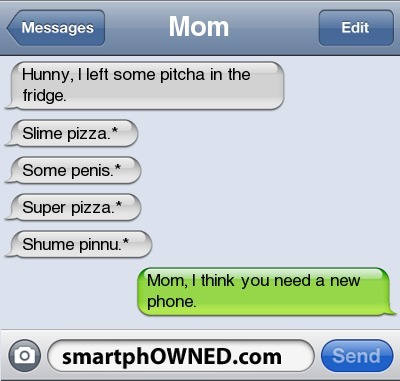 Messages
Mom
Edit
Hunny, I left some pitcha in the
fridge.
Slime pizza.*
Some penis.*
Super pizza.*
Shume pinnu.*
Mom, I think you need a new
phone.
smartphOWNED.com
Send